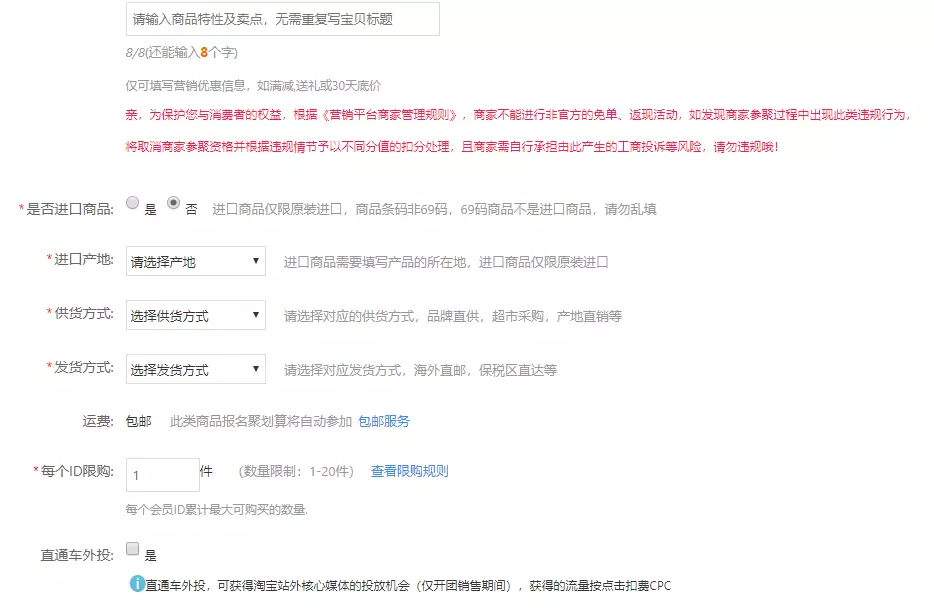 请输入商品特性及卖点，无需重复写宝贝标题
8/8(还能输入8个字)
仅可填写营销优惠信息，如满减,送礼或30天底价
亲，为保护您与消费者的权益，根据《营销平台商家管理规则》，商家不能进行非官方的免单、返现活动，如发现商家参聚过程中出现此类违规行为，
将取消商家参聚资格并根据违规情节予以不同分值的扣分处理，且商家需自行承担由此产生的工商投诉等风险，请勿违规哦！
*是否进口商品: 是 否 进口商品仅限原装进口，商品条码非69码，69码商品不是进口商品，请勿乱填
*进口产地: 请选择产地 进口商品需要填写产品的所在地，进口商品仅限原装进口
*供货方式: 选择供货方式 请选择对应的供货方式，品牌直供，超市采购，产地直销等
*发货方式: 选择发货方式 请选择对应发货方式，海外直邮，保税区直达等
运费: 包邮 此类商品报名聚划算将自动参加 包邮服务
*每个ID限购: 1 件 （数量限制：1-20件） 查看限购规则
每个会员ID累计最大可购买的数量.
直通车外投: 是
直通车外投，可获得淘宝站外核心媒体的投放机会（仅开团销售期间），获得的流量按点击扣费CPC